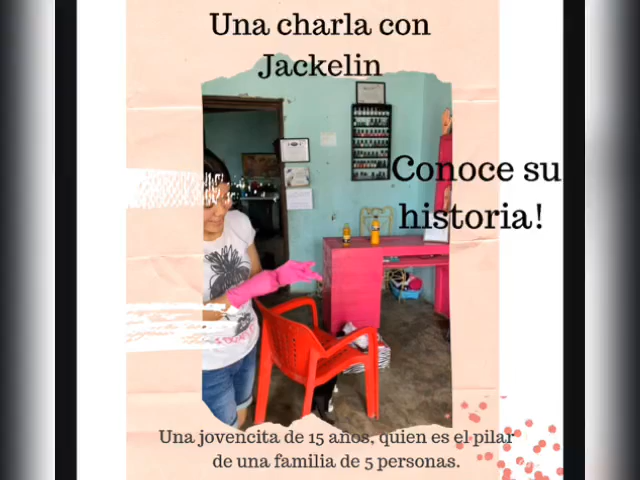 Una charla con
Jackelin
Conoce su
historia!
Una jovencita de 15 años, quien es el pilar
de una familia de 5 personas.